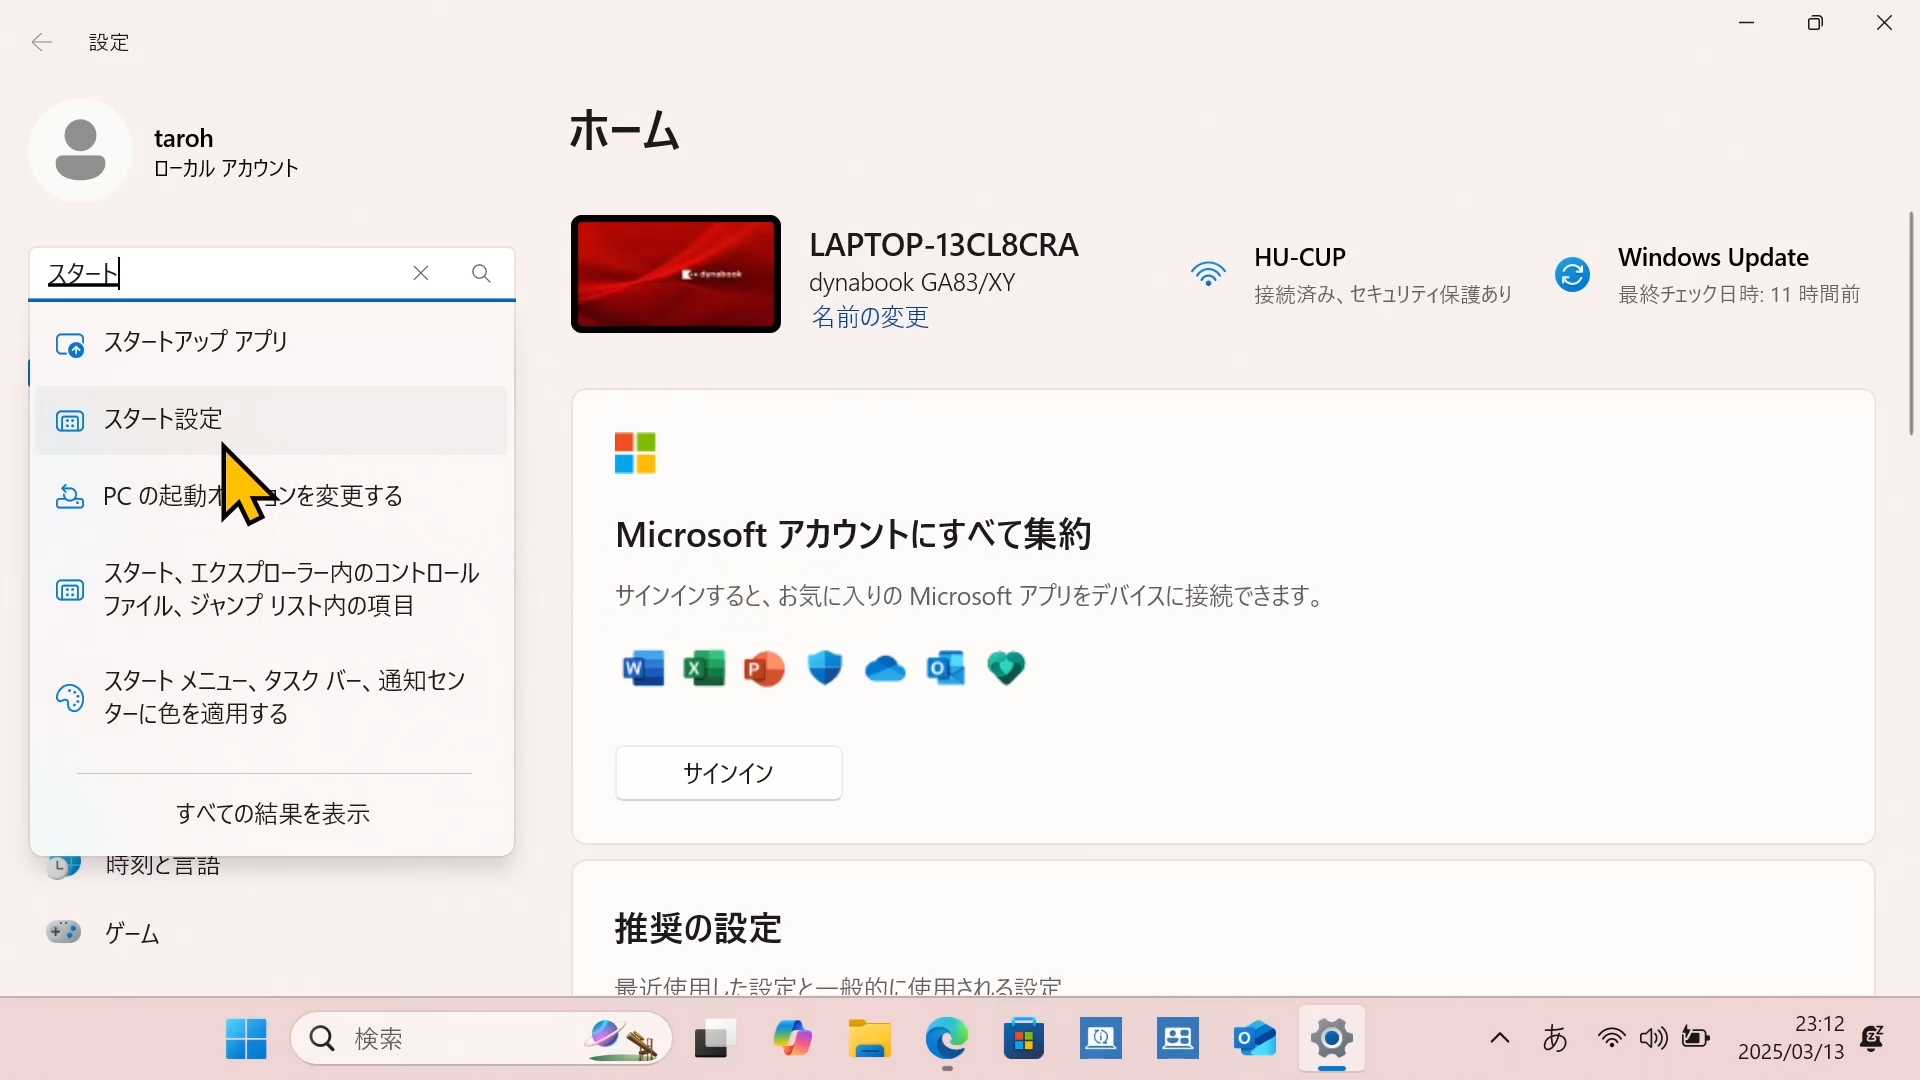 設定
taroh
ローカル アカウント
スタート
スタートアップ アプリ
スタート設定
PC の起動オ ョンを変更する
スタート、エクスプローラー内のコントロール
ファイル、ジャンプ リスト内の項目
スタート メニュー、タスク バー、通知セン
ターに色を適用する
すべての結果を表示
時刻と言語
ゲーム
ホーム
dynabook
LAPTOP-13CL8CRA
dynabook GA83/XY
名前の変更
HU-CUP
接続済み、セキュリティ保護あり
Windows Update
最終チェック日時: 11 時間前
Microsoft アカウントにすべて集約
サインインすると、お気に入りの Microsoft アプリをデバイスに接続できます。
サインイン
推奨の設定
最近使用した設定と一般的に使用される設定
検索
あ
23:12
2025/03/13